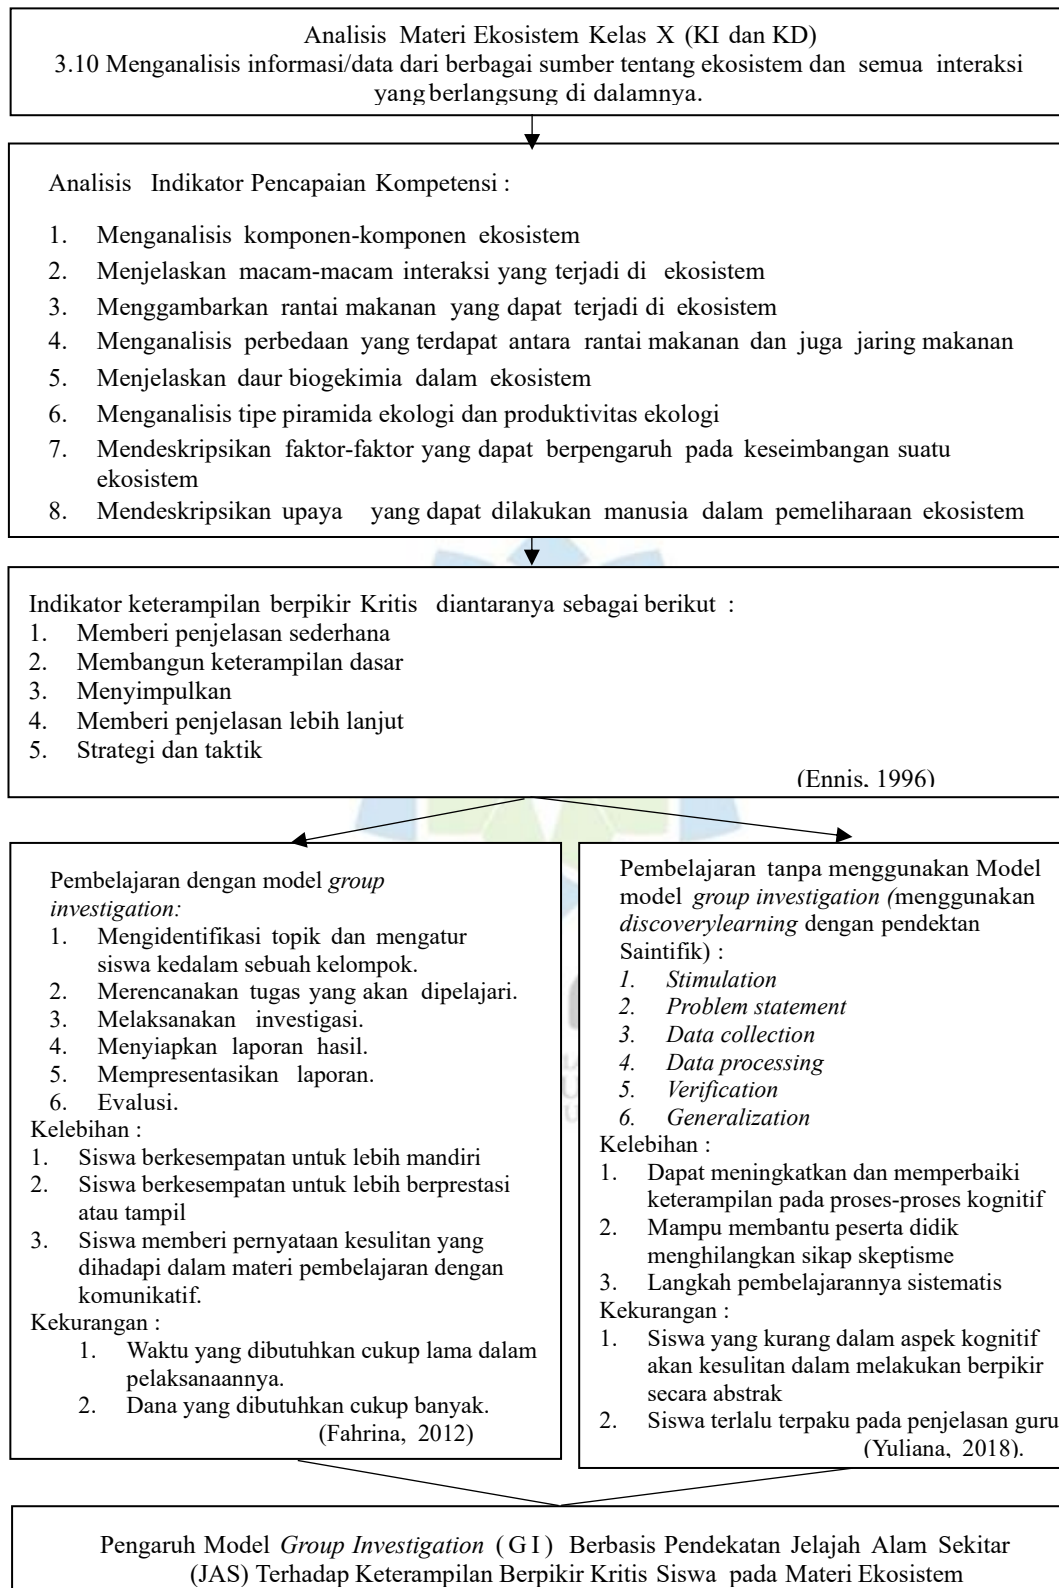 Analisis Materi Ekosistem Kelas X (KI dan KD)
3.10 Menganalisis informasi/data dari berbagai sumber tentang ekosistem dan semua interaksi
yang berlangsung di dalamnya.
Analisis Indikator Pencapaian Kompetensi :
1. Menganalisis komponen-komponen ekosistem
2. Menjelaskan macam-macam interaksi yang terjadi di ekosistem
3. Menggambarkan rantai makanan yang dapat terjadi di ekosistem
4. Menganalisis perbedaan yang terdapat antara rantai makanan dan juga jaring makanan
5. Menjelaskan daur biogekimia dalam ekosistem
6. Menganalisis tipe piramida ekologi dan produktivitas ekologi
7. Mendeskripsikan faktor-faktor yang dapat berpengaruh pada keseimbangan suatu
ekosistem
8. Mendeskripsikan upaya yang dapat dilakukan manusia dalam pemeliharaan ekosistem
Indikator keterampilan berpikir Kritis diantaranya sebagai berikut :
1. Memberi penjelasan sederhana
2. Membangun keterampilan dasar
3. Menyimpulkan
4. Memberi penjelasan lebih lanjut
5. Strategi dan taktik
(Ennis, 1996)
Pembelajaran dengan model group
investigation:
1. Mengidentifikasi topik dan mengatur
siswa kedalam sebuah kelompok.
2. Merencanakan tugas yang akan dipelajari.
3. Melaksanakan investigasi.
4. Menyiapkan laporan hasil.
5. Mempresentasikan laporan.
6. Evalusi.
Kelebihan :
1. Siswa berkesempatan untuk lebih mandiri
2. Siswa berkesempatan untuk lebih berprestasi
atau tampil
3. Siswa memberi pernyataan kesulitan yang
dihadapi dalam materi pembelajaran dengan
komunikatif.
Kekurangan :
1. Waktu yang dibutuhkan cukup lama dalam
pelaksanaannya.
2. Dana yang dibutuhkan cukup banyak.
(Fahrina, 2012)
Pembelajaran tanpa menggunakan Model
model group investigation (menggunakan
discoverylearning dengan pendektan
Saintifik) :
1. Stimulation
2. Problem statement
3. Data collection
4. Data processing
5. Verification
6. Generalization
Kelebihan :
1. Dapat meningkatkan dan memperbaiki
keterampilan pada proses-proses kognitif
2. Mampu membantu peserta didik
menghilangkan sikap skeptisme
3. Langkah pembelajarannya sistematis
Kekurangan :
1. Siswa yang kurang dalam aspek kognitif
akan kesulitan dalam melakukan berpikir
secara abstrak
2. Siswa terlalu terpaku pada penjelasan guru
(Yuliana, 2018).
Pengaruh Model Group Investigation (GI) Berbasis Pendekatan Jelajah Alam Sekitar
(JAS) Terhadap Keterampilan Berpikir Kritis Siswa pada Materi Ekosistem